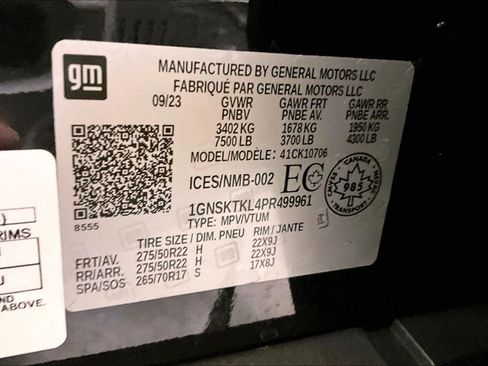 gm
MANUFACTURED BY GENERAL MOTORS LLC
FABRIQUÉ PAR GENERAL MOTORS LLC
09/23 GVWR GAWR FRT GAWR RR
PNBV PNBE AV. PNBE ARR.
3402 KG 1678 KG 1950 KG
7500 LB 3700 LB 4300 LB
MODEL/MODÈLE: 41CK10706
ICES/NMB-002 EC
CANADA
985
TRANSPORT
1GNSKTKL4PR499961
TYPE: MPV/VTUM
8555
TIRE SIZE / DIM. PNEU RIM / JANTE
FRT/AV. 275/50R22 H 22X9J
RR/ARR. 275/50R22 H 22X9J
SPA/SOS 265/70R17 S 17X8J
RIMS
J
ND
ABOVE.